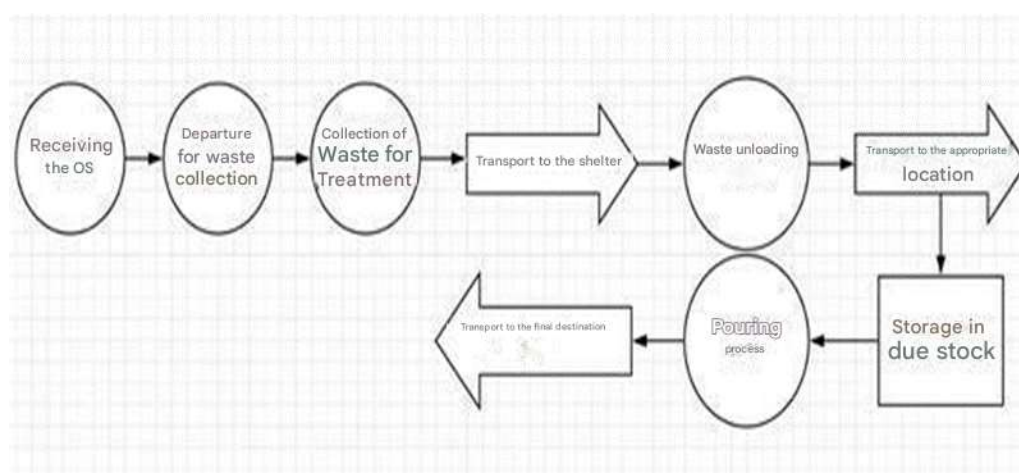 Receiving
the OS
Departure
for waste
collection
Collection of
Waste for
Treatment
Transport to the shelter
Waste unloading
Transport to the appropriate
location
Storage in
due stock
Pouring
process
Transport to the final destination